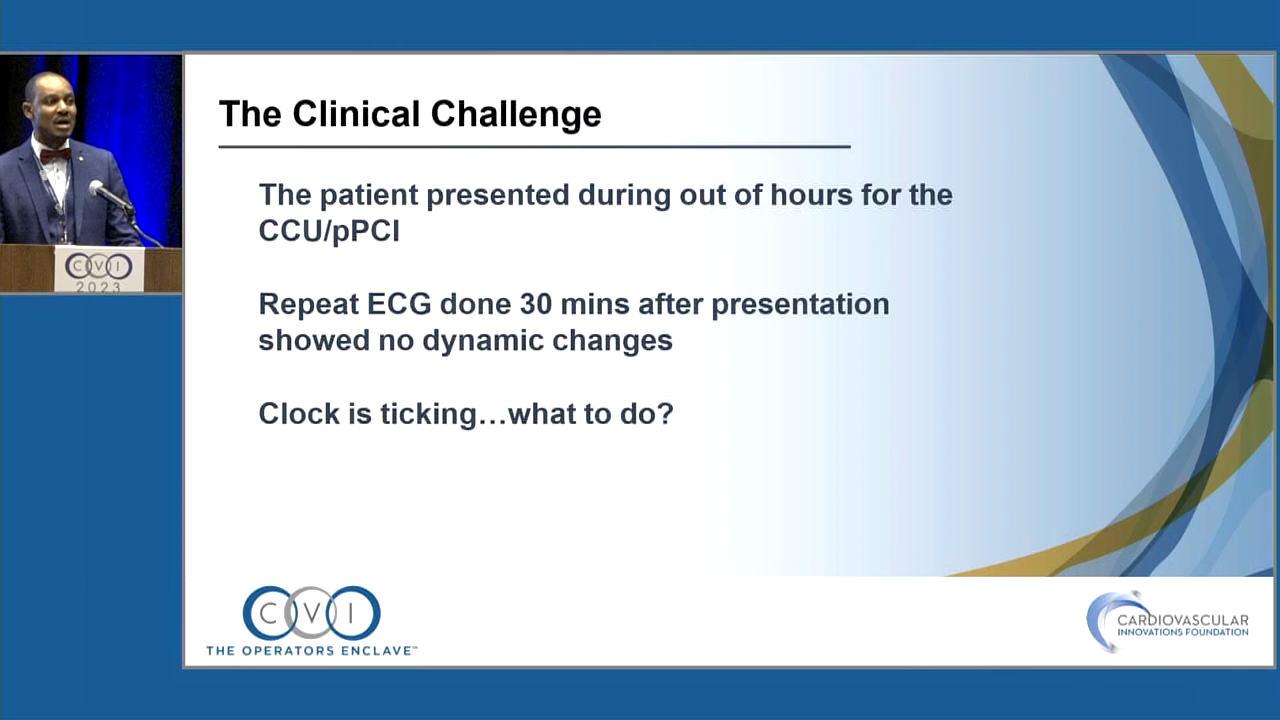 The Clinical Challenge
The patient presented during out of hours for the
CCU/pPCI
Repeat ECG done 30 mins after presentation
showed no dynamic changes
Clock is ticking…what to do?
CVI
2023
CVI
THE OPERATORS ENCLAVE™
CARDIOVASCULAR
INNOVATIONS FOUNDATION